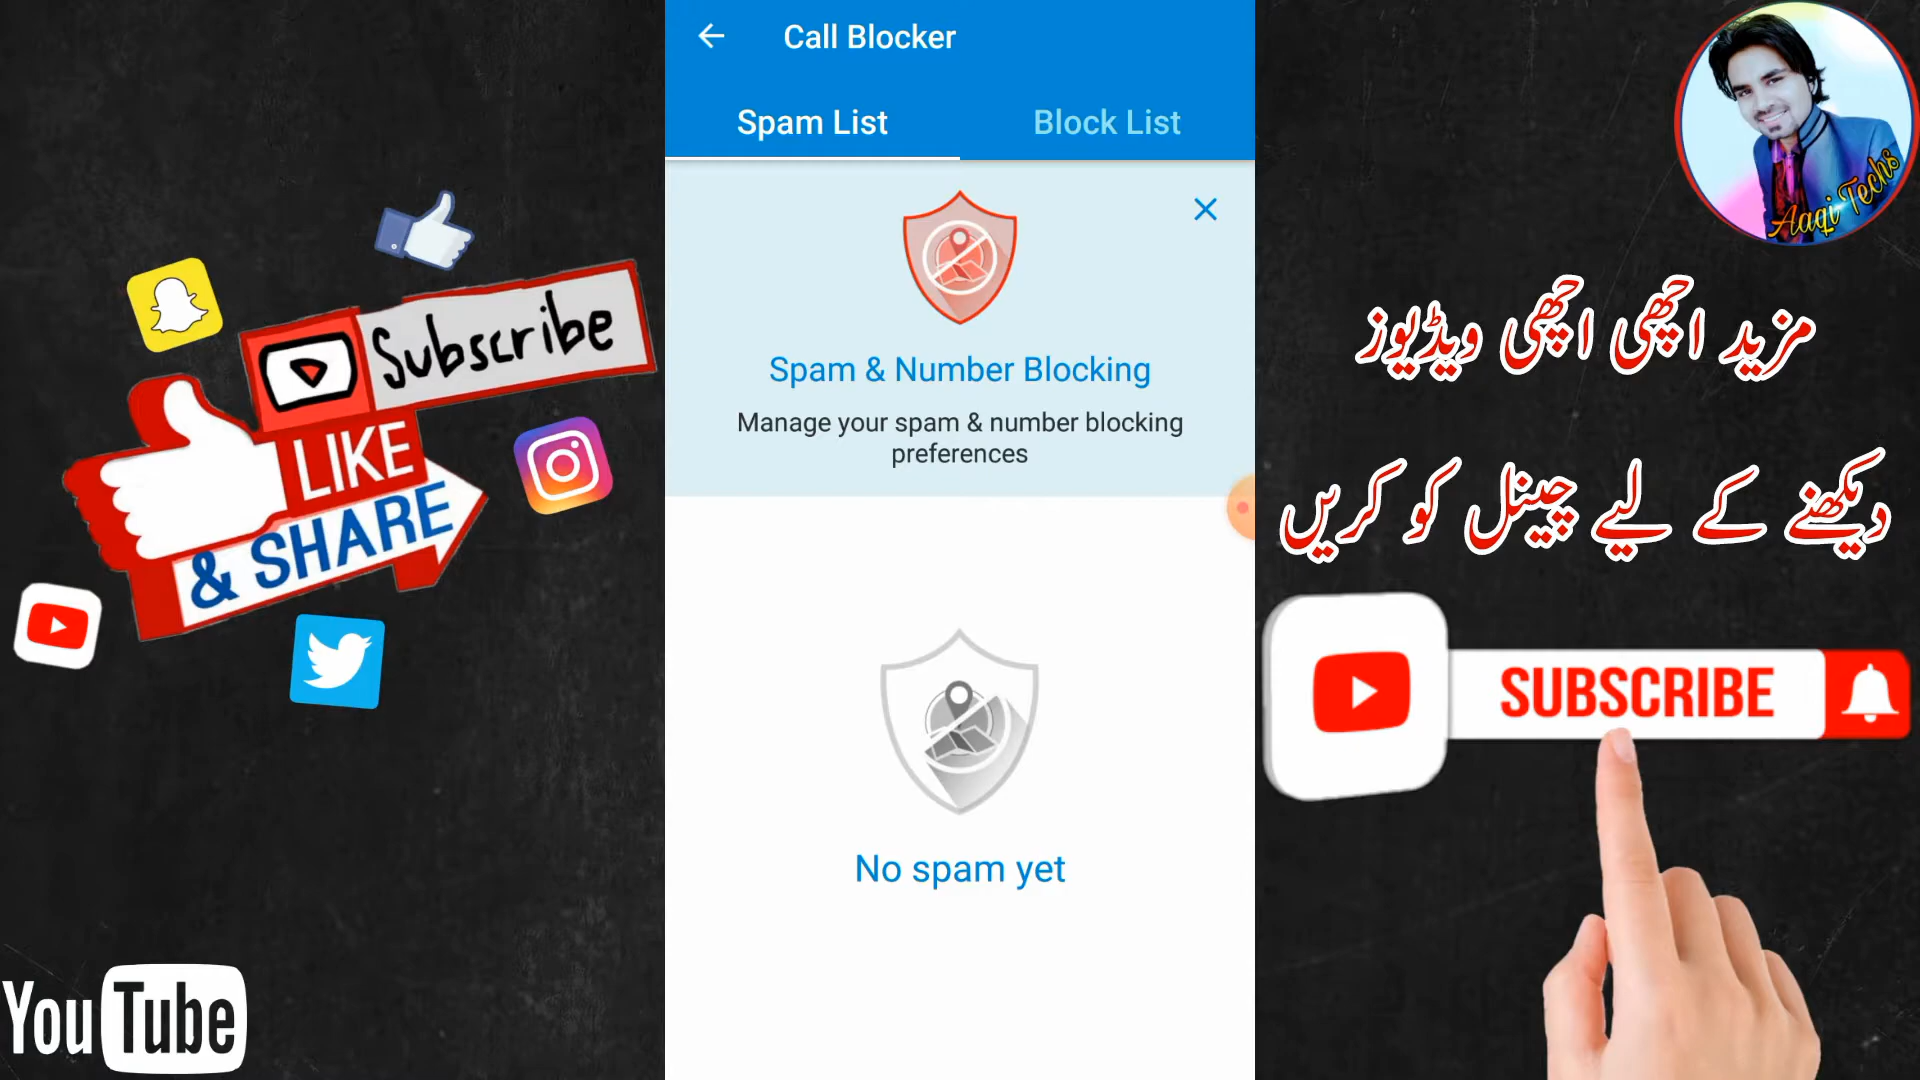 Subscribe
LIKE
& SHARE
YouTube
Call Blocker
Spam List
Block List
Spam & Number Blocking
Manage your spam & number blocking
preferences
No spam yet
Aaqi Techs
مزید اچھی اچھی ویڈیوز
دیکھنے کے لیے چینل کو کریں
SUBSCRIBE